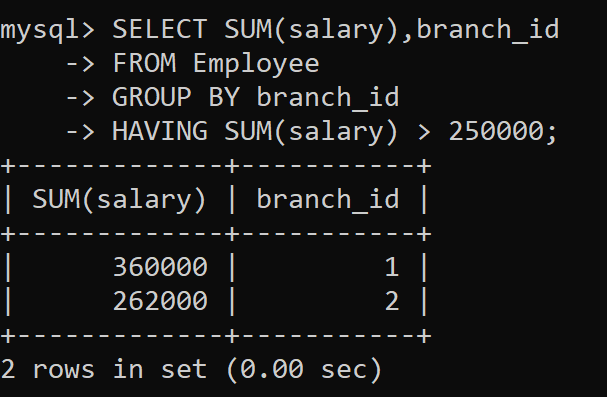 mysql> SELECT SUM(salary),branch_id
    -> FROM Employee
    -> GROUP BY branch_id
    -> HAVING SUM(salary) > 250000;
+-------------+-----------+
| SUM(salary) | branch_id |
+-------------+-----------+
|      360000 |         1 |
|      262000 |         2 |
+-------------+-----------+
2 rows in set (0.00 sec)